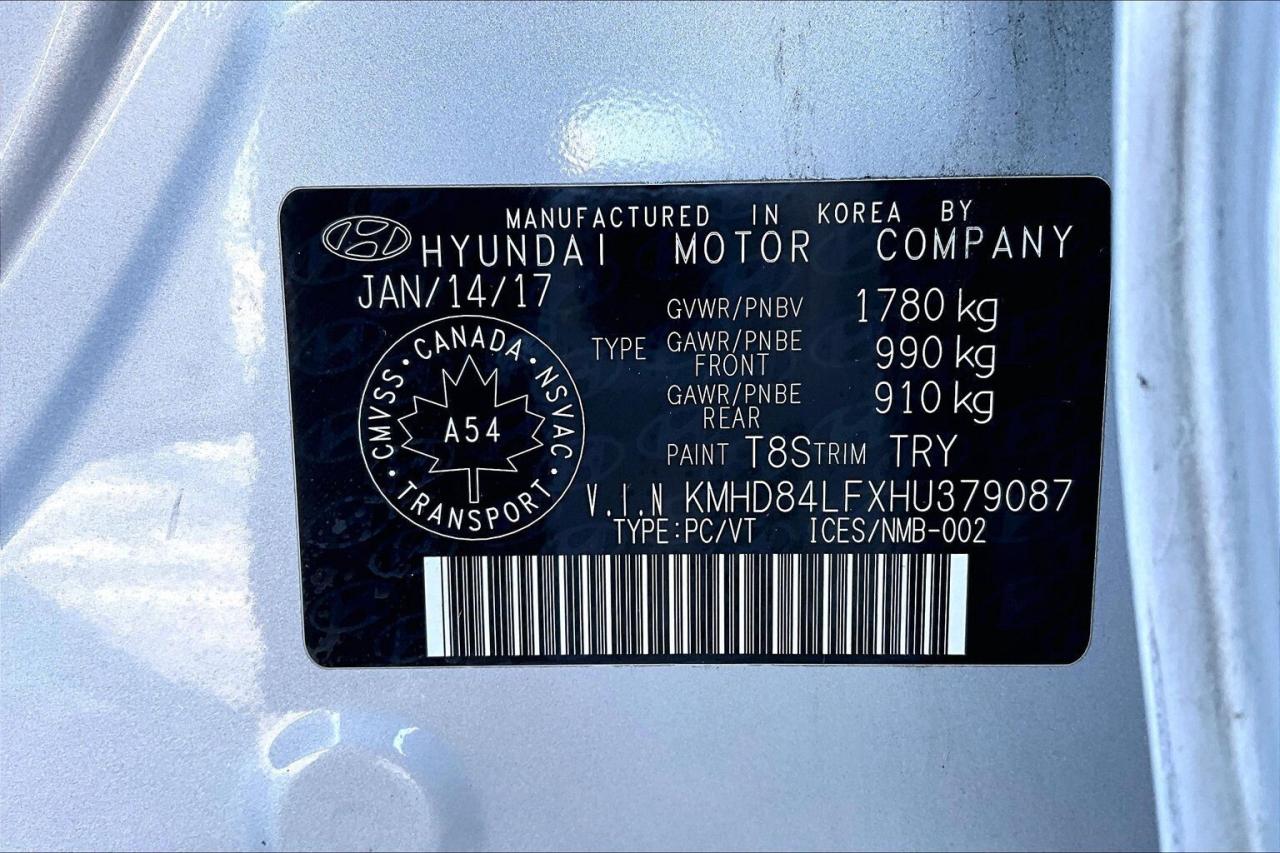 MANUFACTURED IN KOREA BY
HYUNDAI MOTOR COMPANY
JAN/14/17
GVWR/PNBV 1780 kg
TYPE GAWR/PNBE FRONT 990 kg
GAWR/PNBE REAR 910 kg
PAINT T8S TRIM TRY
V.I.N KMHD84LFXHU379087
TYPE:PC/VT ICES/NMB-002
· CANADA ·
CMVSS
NSVAC
A54
· TRANSPORT ·